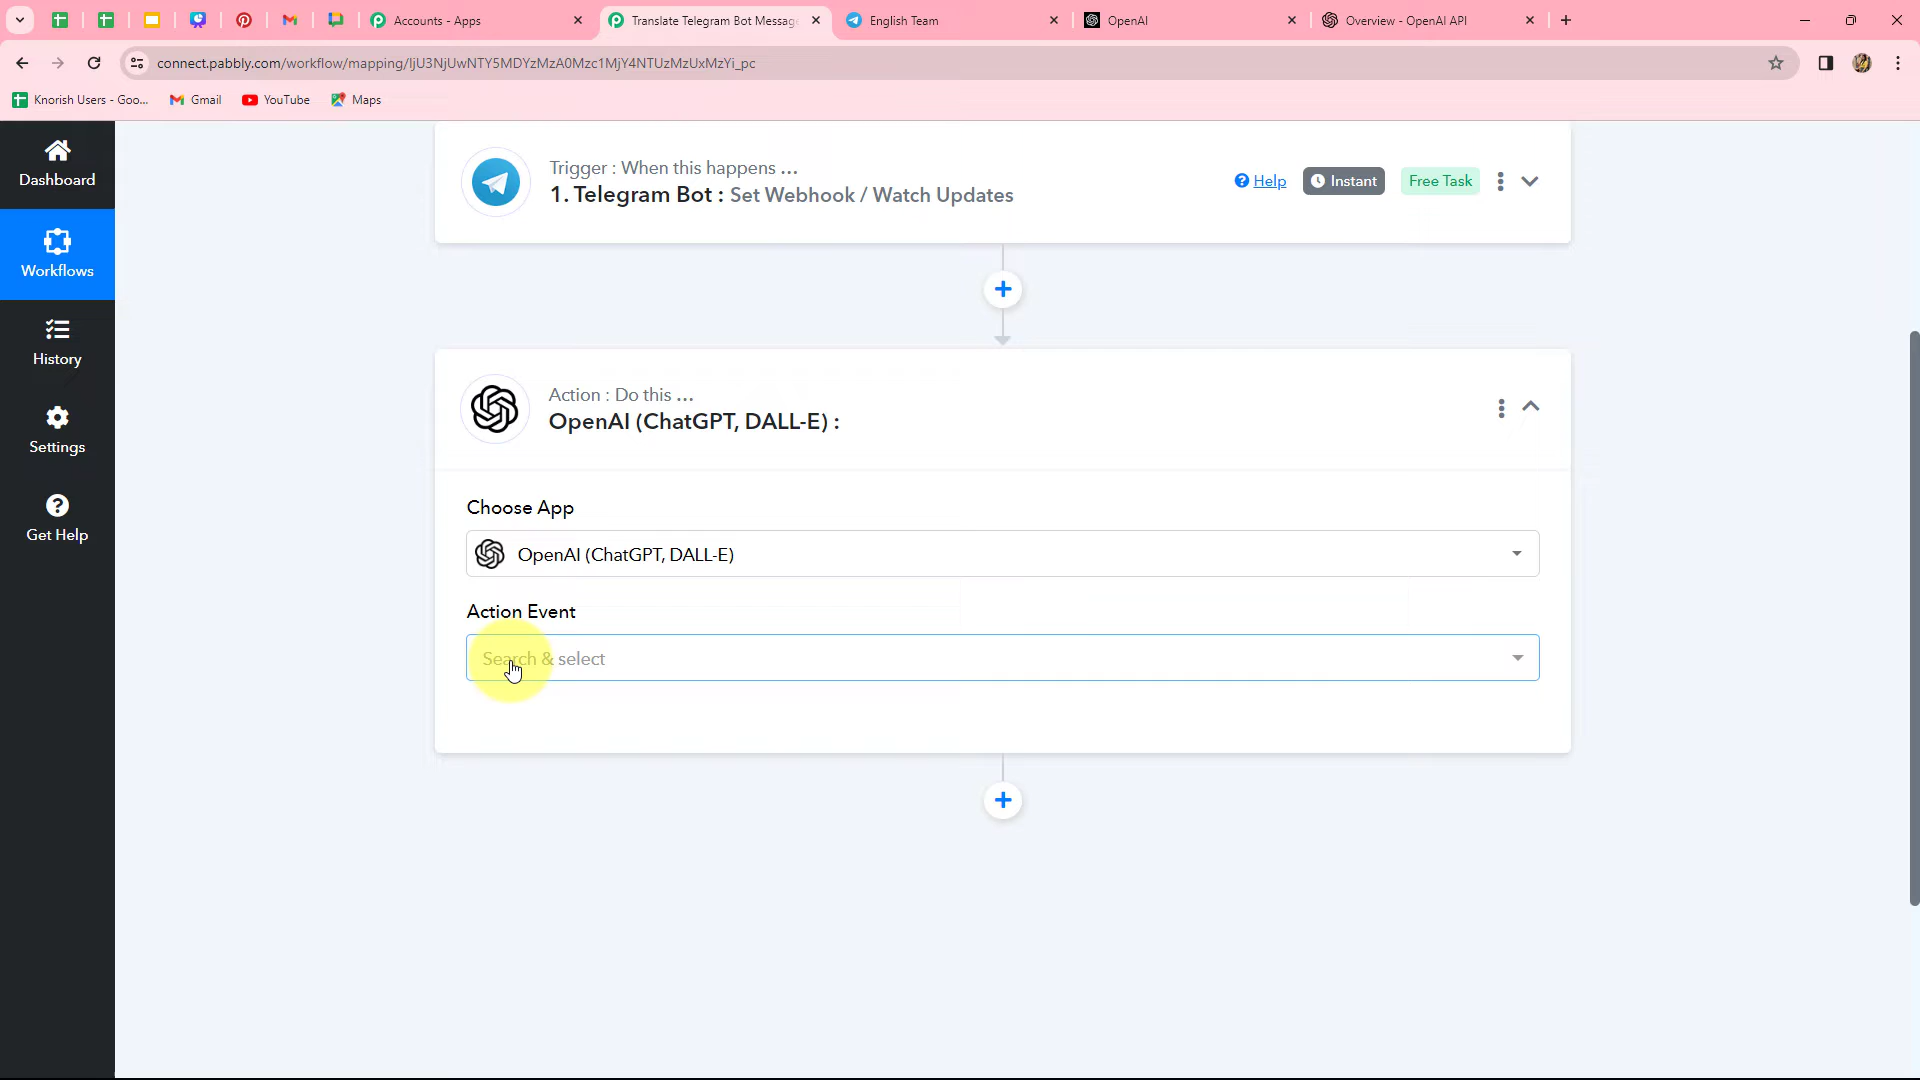 Accounts - Apps
Translate Telegram Bot Messag
English Team
OpenAI
Overview - OpenAI API
connect.pabbly.com/workflow/mapping/IjU3NjUwNTY5MDYzMzA0Mzc1MjY4NTUzMzUxMzYi_pc
Knorish Users - Goo...
Gmail
YouTube
Maps
Dashboard
Workflows
History
Settings
Get Help
Trigger : When this happens ...
1. Telegram Bot : Set Webhook / Watch Updates
Help
Instant
Free Task
Action : Do this ...
OpenAI (ChatGPT, DALL-E) :
Choose App
OpenAI (ChatGPT, DALL-E)
Action Event
Search & select